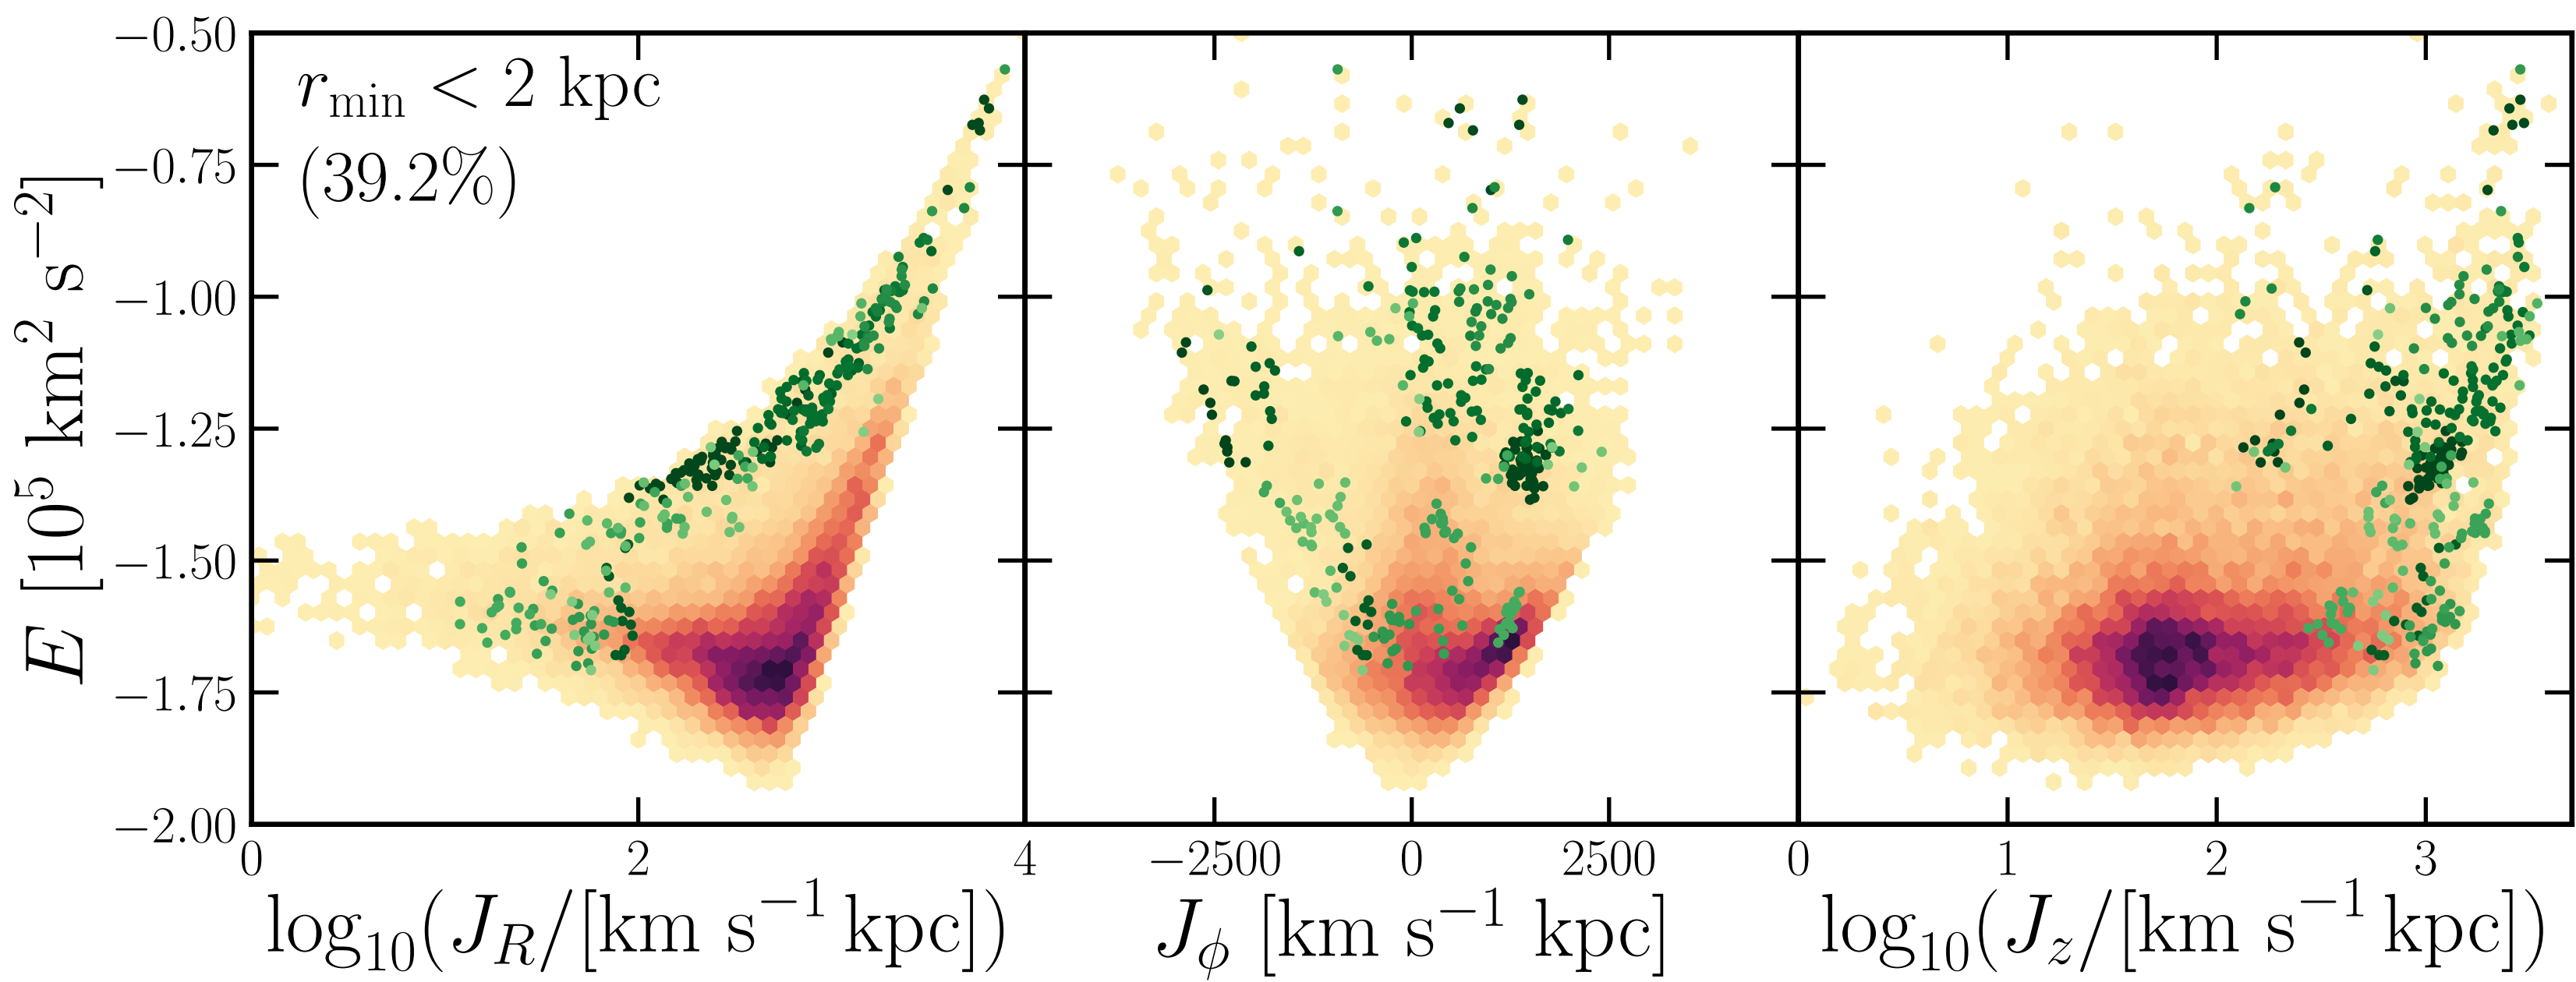 r_min < 2 kpc
(39.2%)
E [10^5 km^2 s^−2]
−0.50
−0.75
−1.00
−1.25
−1.50
−1.75
−2.00
0 2 4
−2500 0 2500
0 1 2 3
log_10(J_R/[km s^−1 kpc])
J_ϕ [km s^−1 kpc]
log_10(J_z/[km s^−1 kpc])